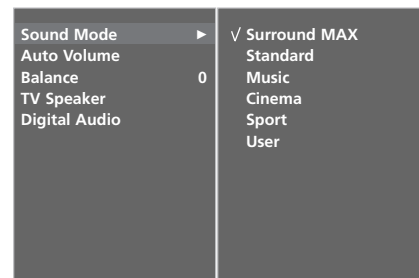 Sound Mode ►
Auto Volume
Balance 0
TV Speaker
Digital Audio
√ Surround MAX
Standard
Music
Cinema
Sport
User